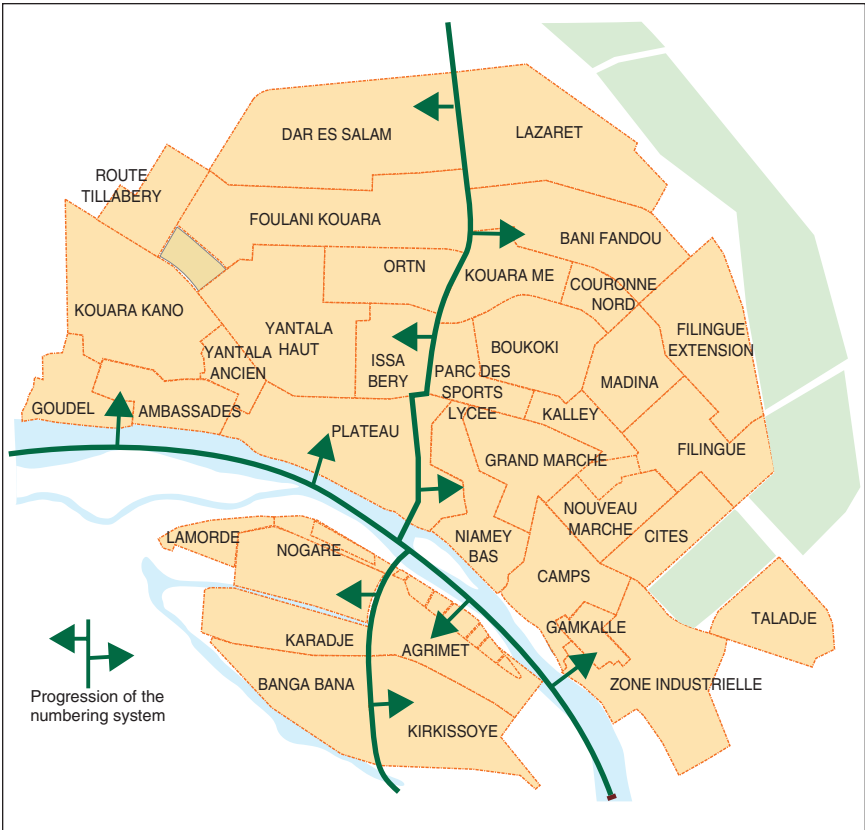 DAR ES SALAM
LAZARET
ROUTE
TILLABERY
FOULANI KOUARA
BANI FANDOU
ORTN
KOUARA ME
COURONNE
NORD
KOUARA KANO
YANTALA
HAUT
YANTALA
ANCIEN
ISSA
BERY
BOUKOKI
FILINGUE
EXTENSION
PARC DES
SPORTS
LYCEE
MADINA
GOUDEL
AMBASSADES
KALLEY
PLATEAU
GRAND MARCHE
FILINGUE
NOUVEAU
MARCHE
CITES
LAMORDE
NOGARE
NIAMEY
BAS
CAMPS
TALADJE
GAMKALLE
KARADJE
AGRIMET
BANGA BANA
ZONE INDUSTRIELLE
KIRKISSOYE
Progression of the
numbering system